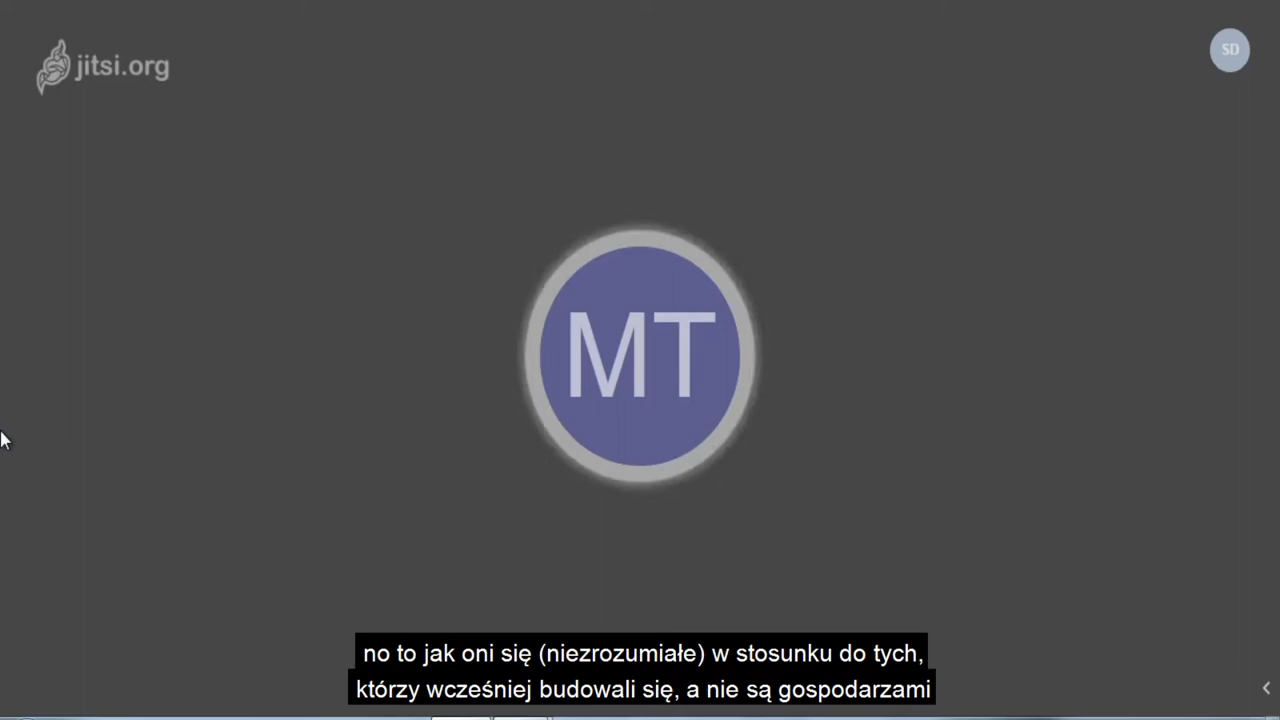 jitsi.org
SD
MT
no to jak oni się (niezrozumiałe) w stosunku do tych,
którzy wcześniej budowali się, a nie są gospodarzami